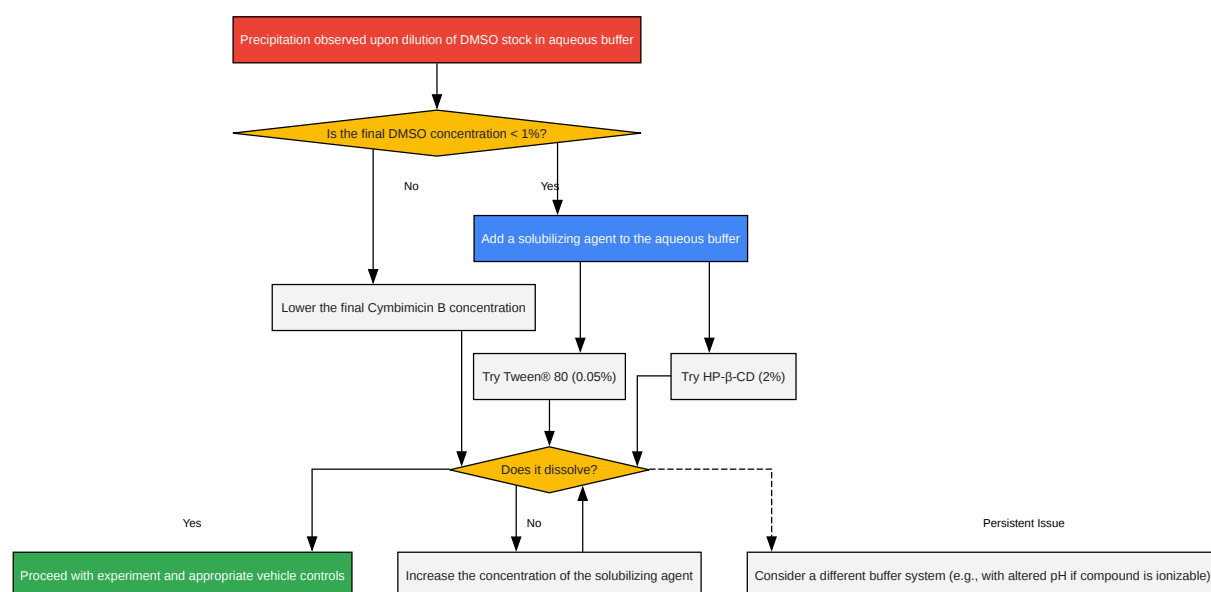 Precipitation observed upon dilution of DMSO stock in aqueous buffer
Is the final DMSO concentration < 1%?
No
Yes
Add a solubilizing agent to the aqueous buffer
Lower the final Cymbimicin B concentration
Try Tween® 80 (0.05%)
Try HP-β-CD (2%)
Does it dissolve?
Yes
No
Persistent Issue
Proceed with experiment and appropriate vehicle controls
Increase the concentration of the solubilizing agent
Consider a different buffer system (e.g., with altered pH if compound is ionizable)